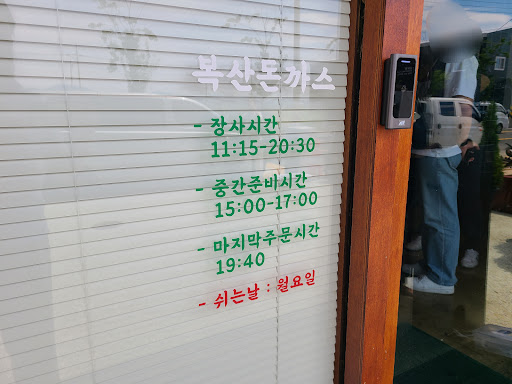 복산돈까스
- 장사시간
11:15-20:30
- 중간준비시간
15:00-17:00
- 마지막주문시간
19:40
- 쉬는날 : 월요일